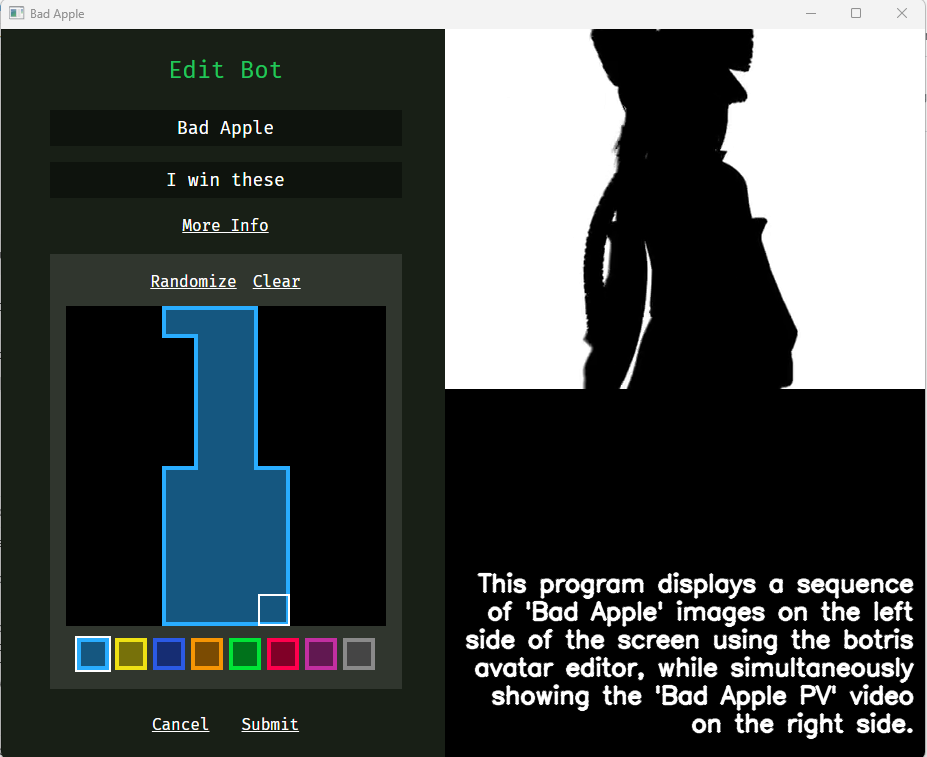 Bad Apple
Edit Bot
Bad Apple
I win these
More Info
Randomize Clear
Cancel Submit
This program displays a sequence
of 'Bad Apple' images on the left
side of the screen using the botris
avatar editor, while simultaneously
showing the 'Bad Apple PV' video
on the right side.